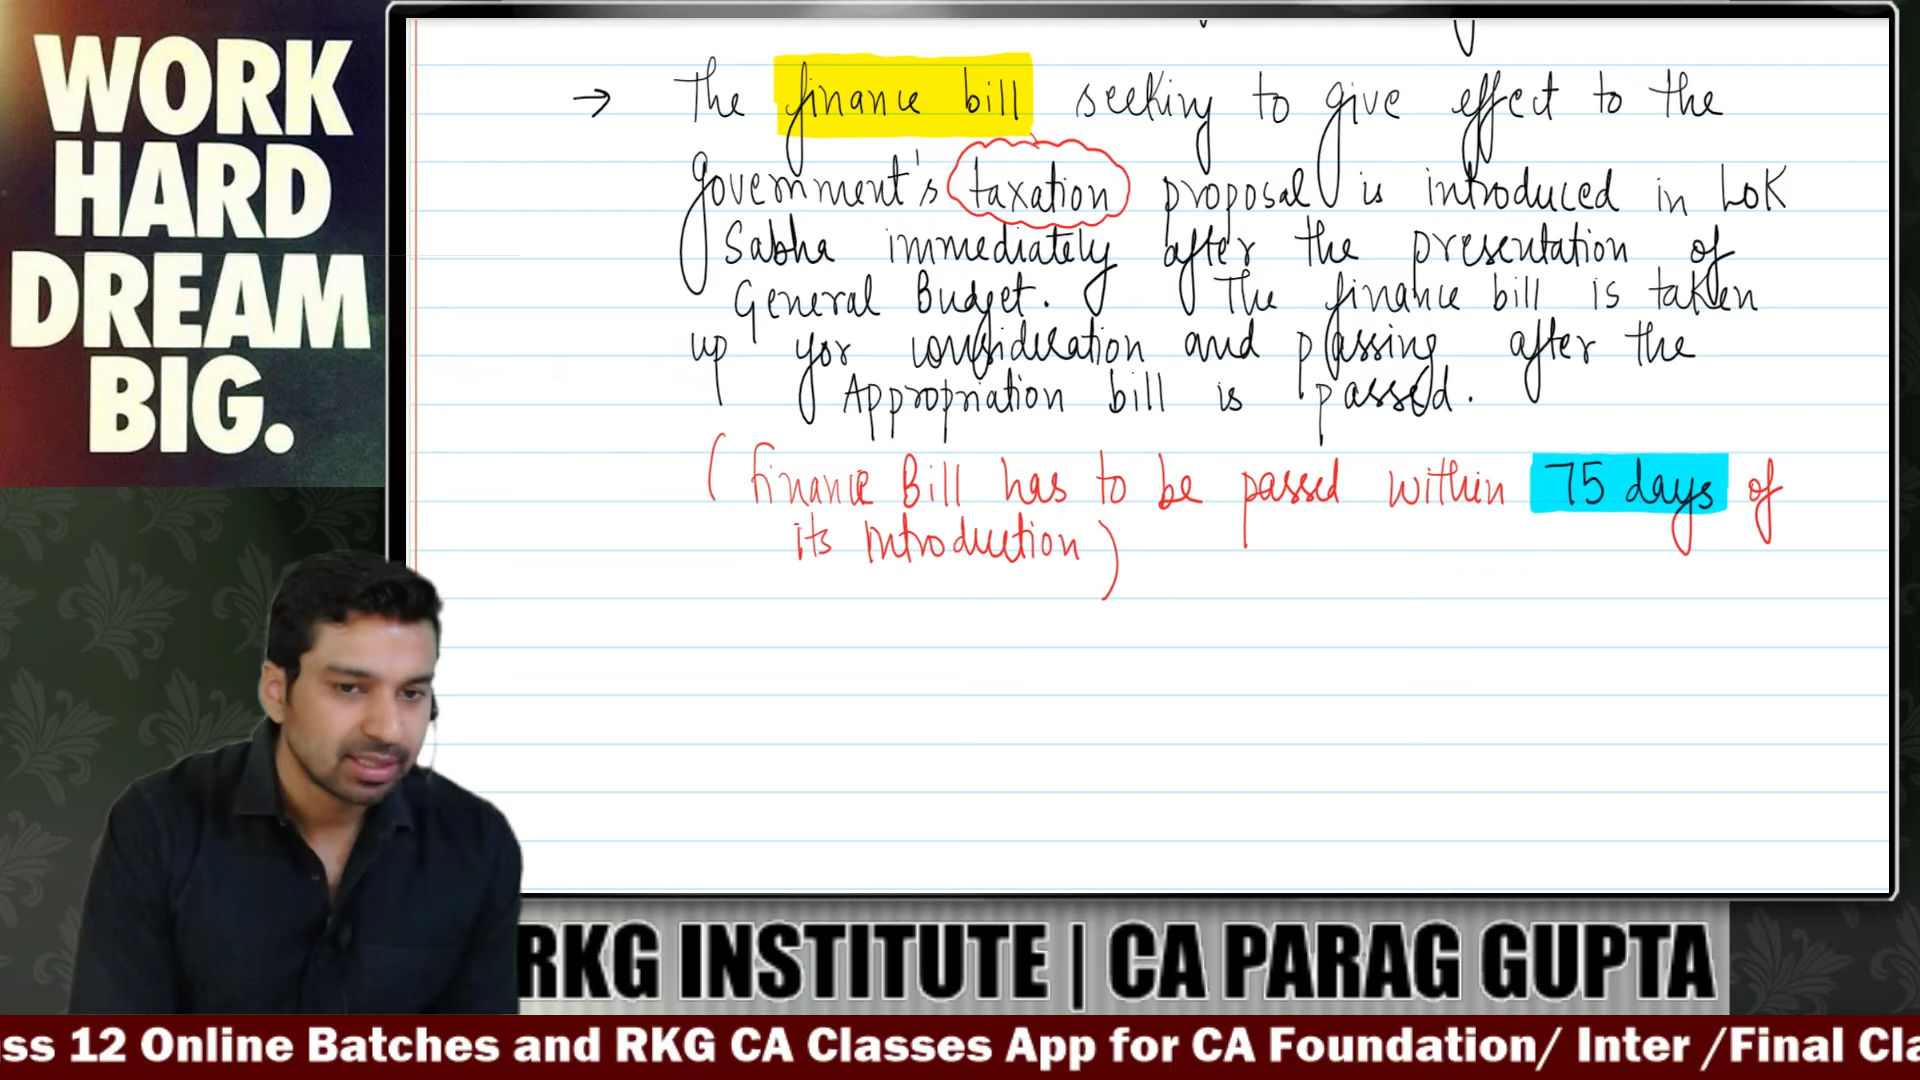 WORK
HARD
DREAM
BIG.
→ The finance bill seeking to give effect to the
government's taxation proposal is introduced in Lok
Sabha immediately after the presentation of
General Budget. The finance bill is taken
up for consideration and passing after the
Appropriation bill is passed.
(Finance Bill has to be passed within 75 days of
its introduction)
RKG INSTITUTE | CA PARAG GUPTA
ss 12 Online Batches and RKG CA Classes App for CA Foundation/ Inter /Final Cla